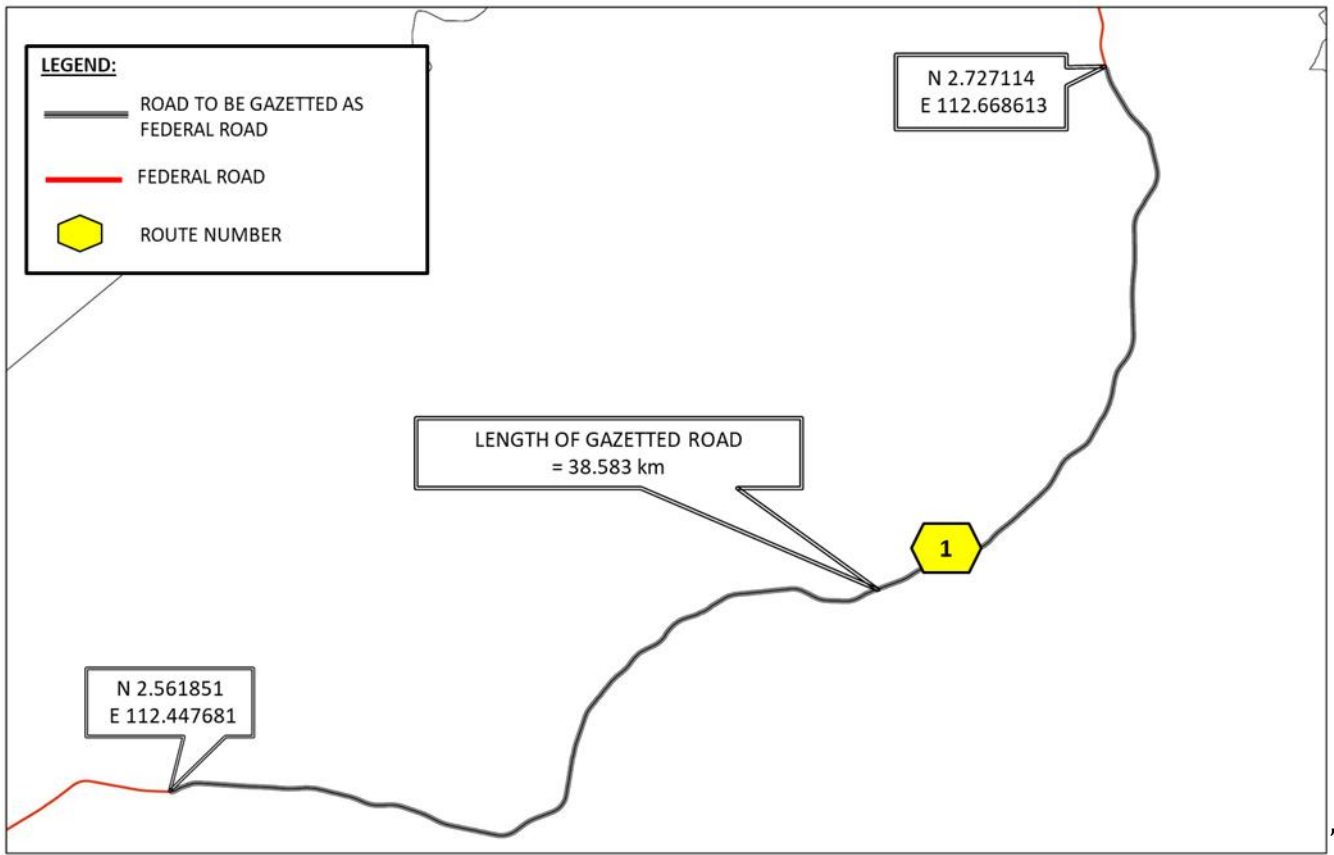 LEGEND:
ROAD TO BE GAZETTED AS
FEDERAL ROAD
FEDERAL ROAD
ROUTE NUMBER
N 2.727114
E 112.668613
LENGTH OF GAZETTED ROAD
= 38.583 km
1
N 2.561851
E 112.447681
,